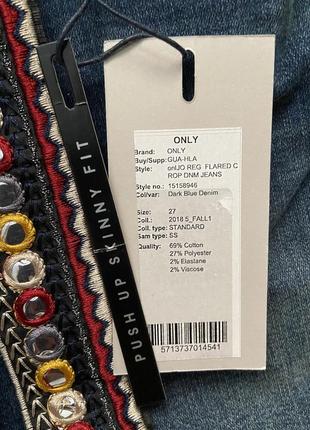 ONLY
Brand: ONLY
Buy/Supp: GUA-HLA
Style: onlJO REG FLARED C
ROP DNM JEANS
Style no.: 15158946
Col/var: Dark Blue Denim
Size: 27
Coll.: 2018 5_FALL1
Coll. type: STANDARD
Sam type: SS
Quality: 69% Cotton
27% Polyester
2% Elastane
2% Viscose
5713737014541
PUSH UP SKINNY FIT